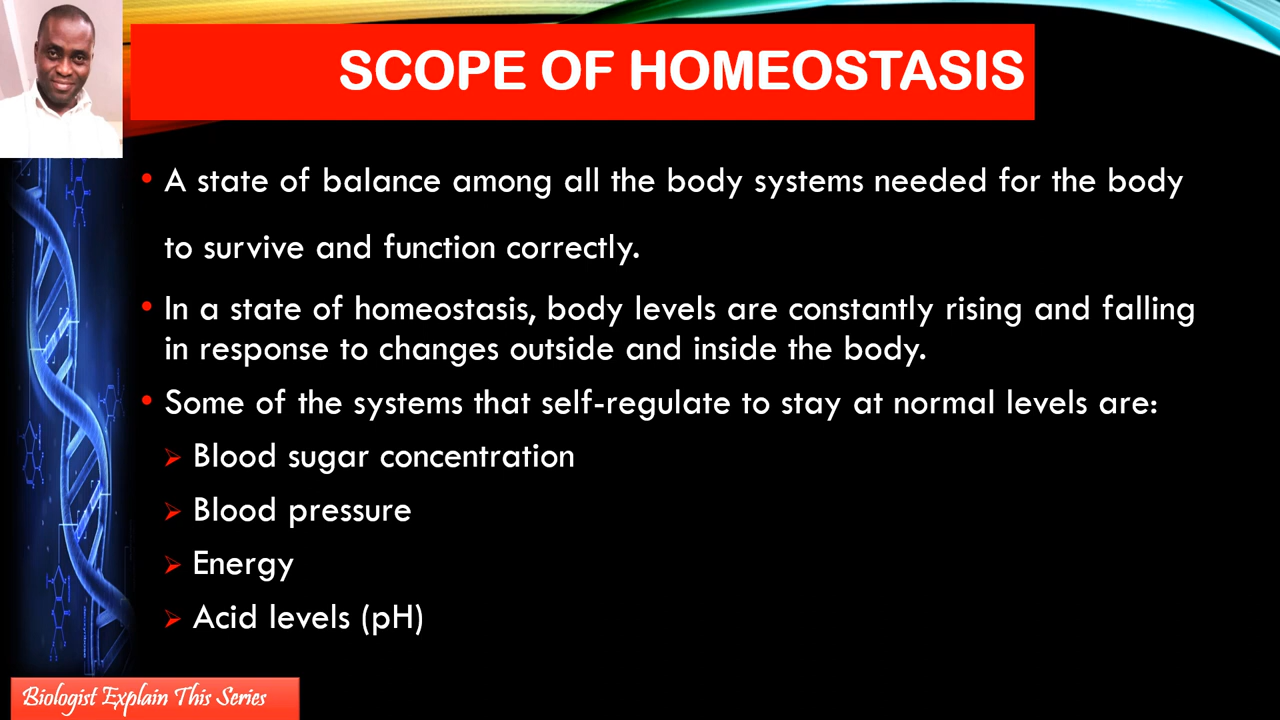 SCOPE OF HOMEOSTASIS
• A state of balance among all the body systems needed for the body
to survive and function correctly.
• In a state of homeostasis, body levels are constantly rising and falling
in response to changes outside and inside the body.
• Some of the systems that self-regulate to stay at normal levels are:
➢ Blood sugar concentration
➢ Blood pressure
➢ Energy
➢ Acid levels (pH)
Biologist Explain This Series